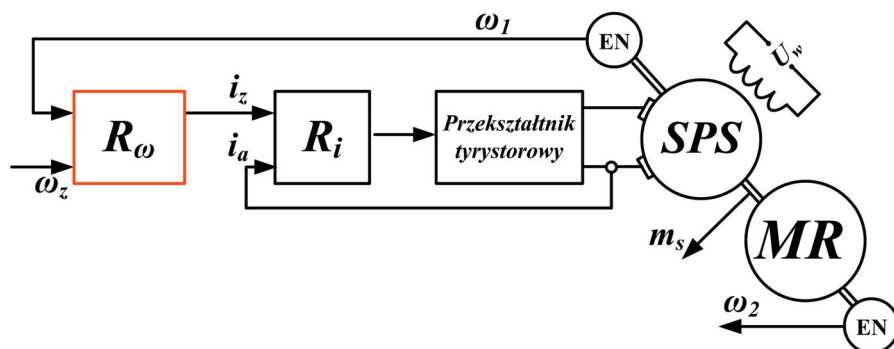 ω1
EN
Uw
iz
Rω
ia
Ri
Przekształtnik
tyrystorowy
SPS
ωz
ms
MR
ω2
EN